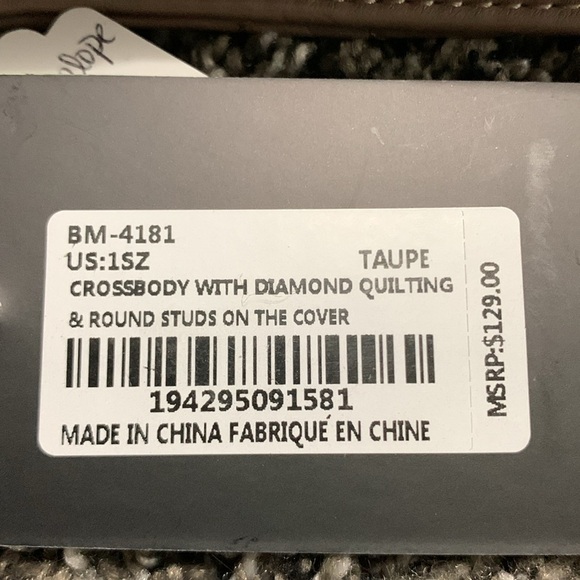 BM-4181
US:1SZ TAUPE
CROSSBODY WITH DIAMOND QUILTING
& ROUND STUDS ON THE COVER
194295091581
MADE IN CHINA FABRIQUÉ EN CHINE
MSRP:$129.00